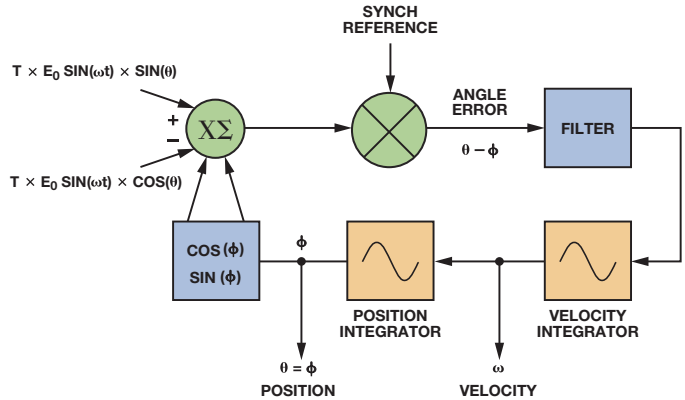 SYNCH
REFERENCE
T × E₀ SIN(ωt) × SIN(θ)
ANGLE
ERROR
+
−
XΣ
FILTER
θ – ϕ
T × E₀ SIN(ωt) × COS(θ)
COS (ϕ)
SIN (ϕ)
ϕ
POSITION
INTEGRATOR
VELOCITY
INTEGRATOR
θ = ϕ
POSITION
ω
VELOCITY